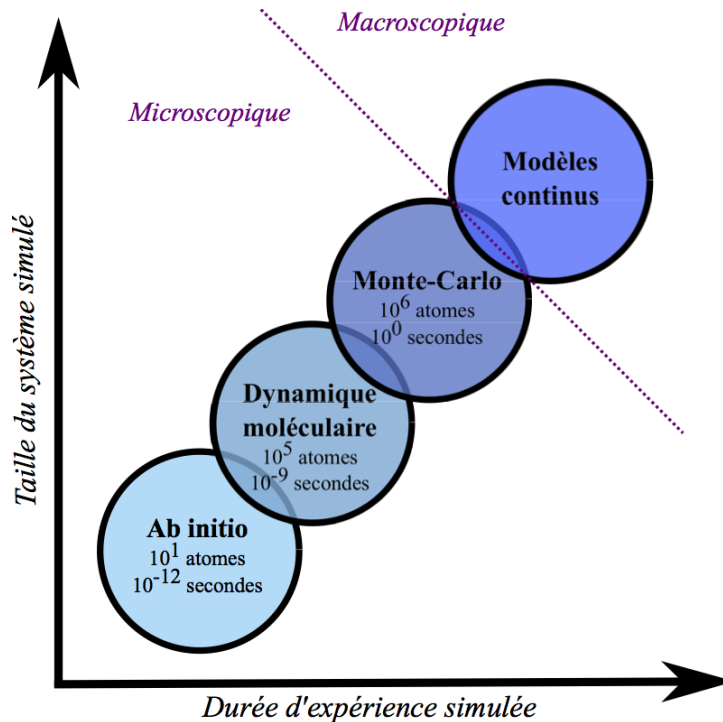 Macroscopique
Microscopique
Modèles
continus
Monte-Carlo
10^6 atomes
10^0 secondes
Dynamique
moléculaire
10^5 atomes
10^-9 secondes
Ab initio
10^1 atomes
10^-12 secondes
Taille du système simulé
Durée d'expérience simulée